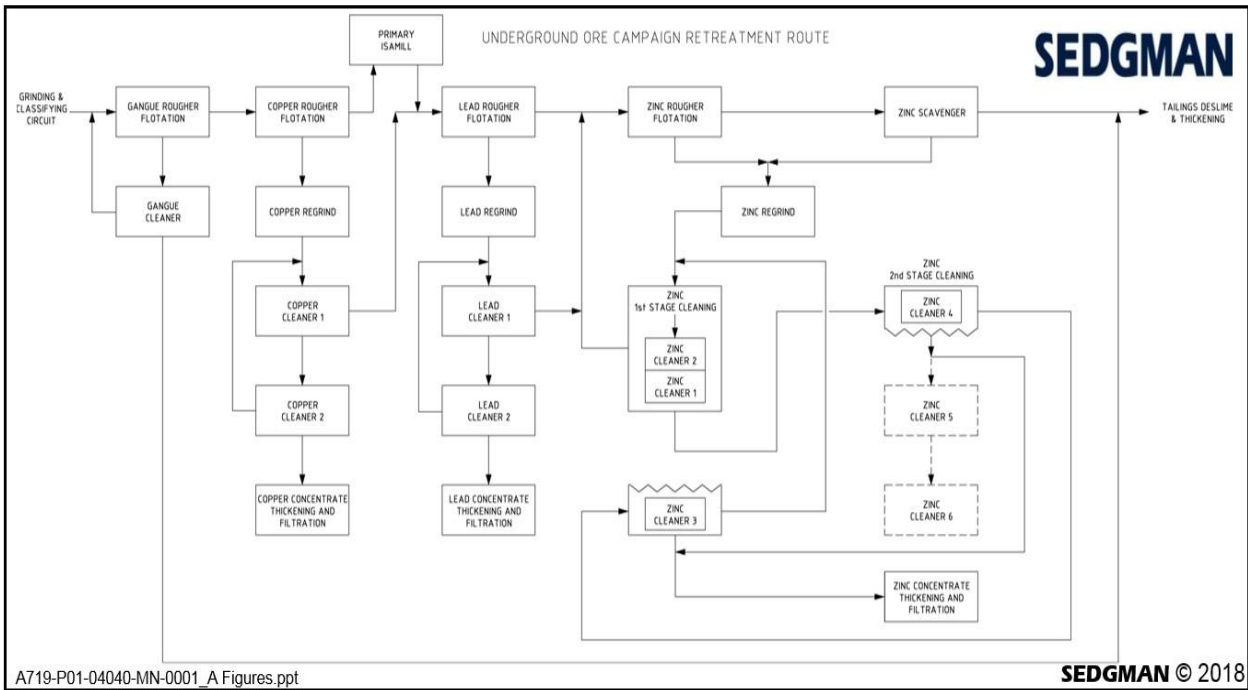 UNDERGROUND ORE CAMPAIGN RETREATMENT ROUTE
SEDGMAN
PRIMARY
ISAMILL
GRINDING &
CLASSIFYING
CIRCUIT
GANGUE ROUGHER
FLOTATION
COPPER ROUGHER
FLOTATION
LEAD ROUGHER
FLOTATION
ZINC ROUGHER
FLOTATION
ZINC SCAVENGER
TAILINGS DESLIME
& THICKENING
GANGUE
CLEANER
COPPER REGRIND
LEAD REGRIND
ZINC REGRIND
COPPER
CLEANER 1
LEAD
CLEANER 1
ZINC
1st STAGE CLEANING
ZINC
CLEANER 2
ZINC
CLEANER 1
ZINC
2nd STAGE CLEANING
ZINC
CLEANER 4
COPPER
CLEANER 2
LEAD
CLEANER 2
ZINC
CLEANER 5
COPPER CONCENTRATE
THICKENING AND
FILTRATION
LEAD CONCENTRATE
THICKENING AND
FILTRATION
ZINC
CLEANER 3
ZINC
CLEANER 6
ZINC CONCENTRATE
THICKENING AND
FILTRATION
A719-P01-04040-MN-0001_A Figures.ppt
SEDGMAN © 2018